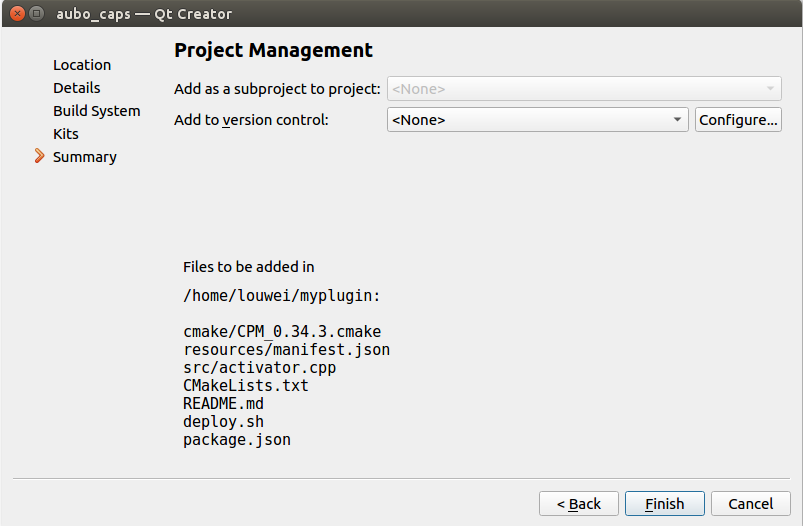 aubo_caps — Qt Creator
Location
Details
Build System
Kits
Summary
Project Management
Add as a subproject to project: <None>
Add to version control: <None> Configure...
Files to be added in
/home/louwei/myplugin:
cmake/CPM_0.34.3.cmake
resources/manifest.json
src/activator.cpp
CMakeLists.txt
README.md
deploy.sh
package.json
< Back Finish Cancel